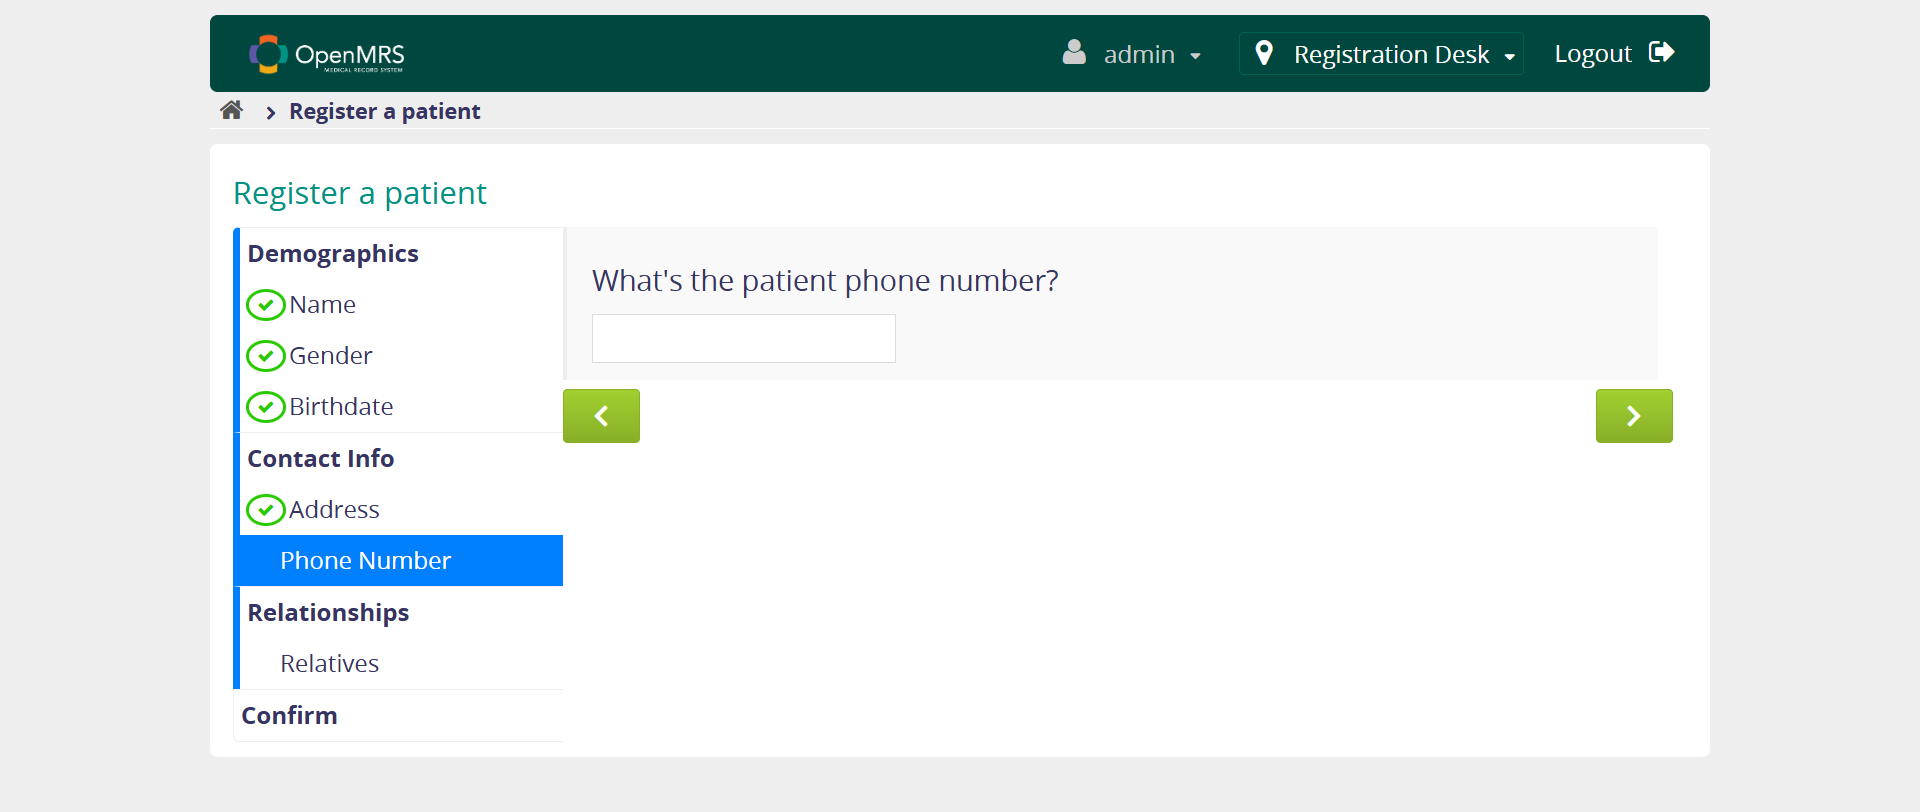 OpenMRS
MEDICAL RECORD SYSTEM
admin
Registration Desk
Logout
Register a patient
Register a patient
Demographics
Name
Gender
Birthdate
Contact Info
Address
Phone Number
Relationships
Relatives
Confirm
What's the patient phone number?